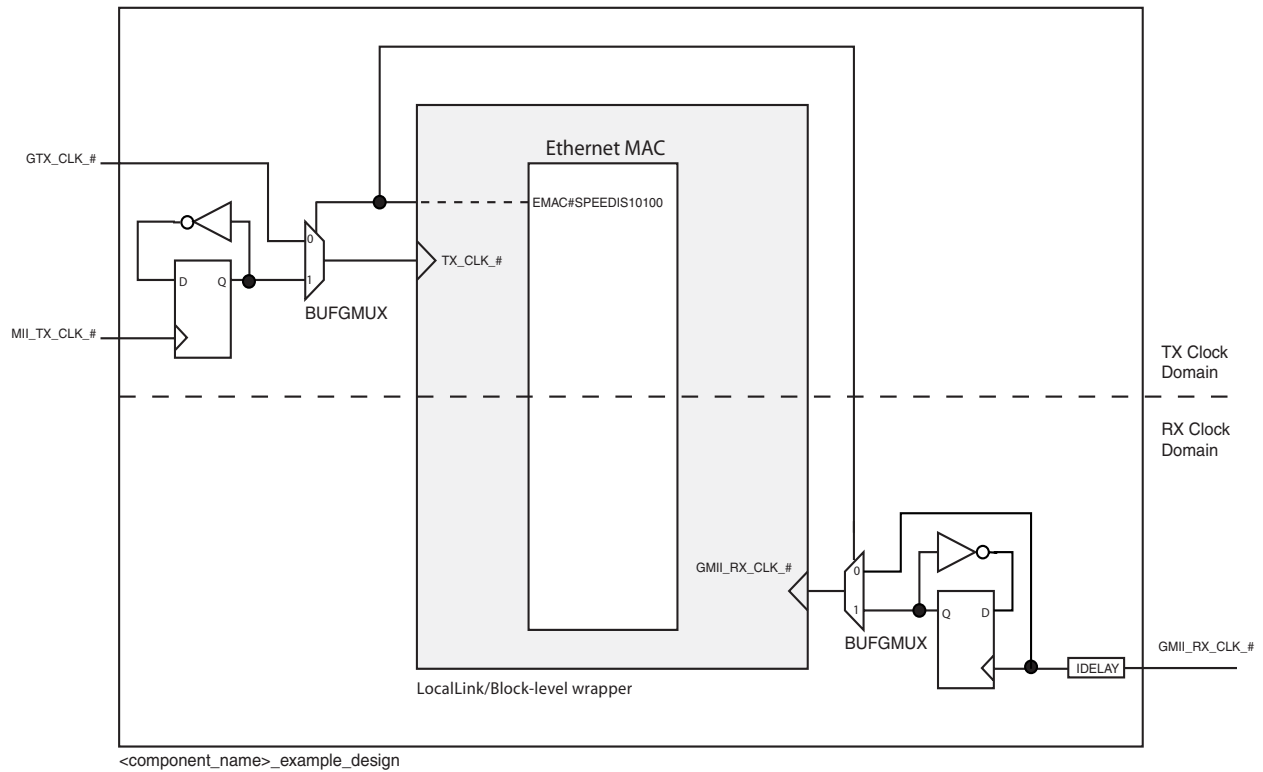 Ethernet MAC
GTX_CLK_#
EMAC#SPEEDIS10100
0
TX_CLK_#
D
Q
1
BUFGMUX
MII_TX_CLK_#
TX Clock
Domain
RX Clock
Domain
GMII_RX_CLK_#
0
1
Q
D
BUFGMUX
GMII_RX_CLK_#
IDELAY
LocalLink/Block-level wrapper
<component_name>_example_design